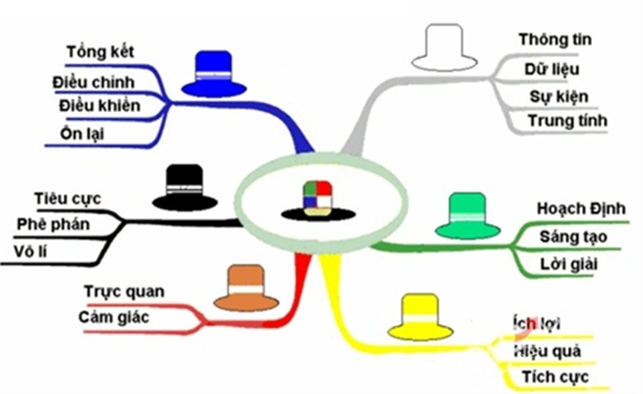 Tổng kết
Điều chỉnh
Điều khiển
Ôn lại
Thông tin
Dữ liệu
Sự kiện
Trung tính
Tiêu cực
Phê phán
Vô lí
Hoạch Định
Sáng tạo
Lời giải
Trực quan
Cảm giác
Ích lợi
Hiệu quả
Tích cực